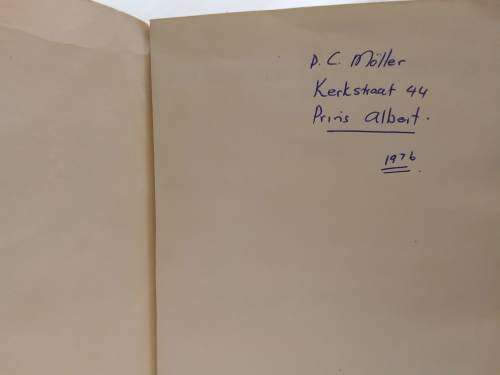 P. C. Möller
Kerkstraat 44
Prins Albert.
1976.